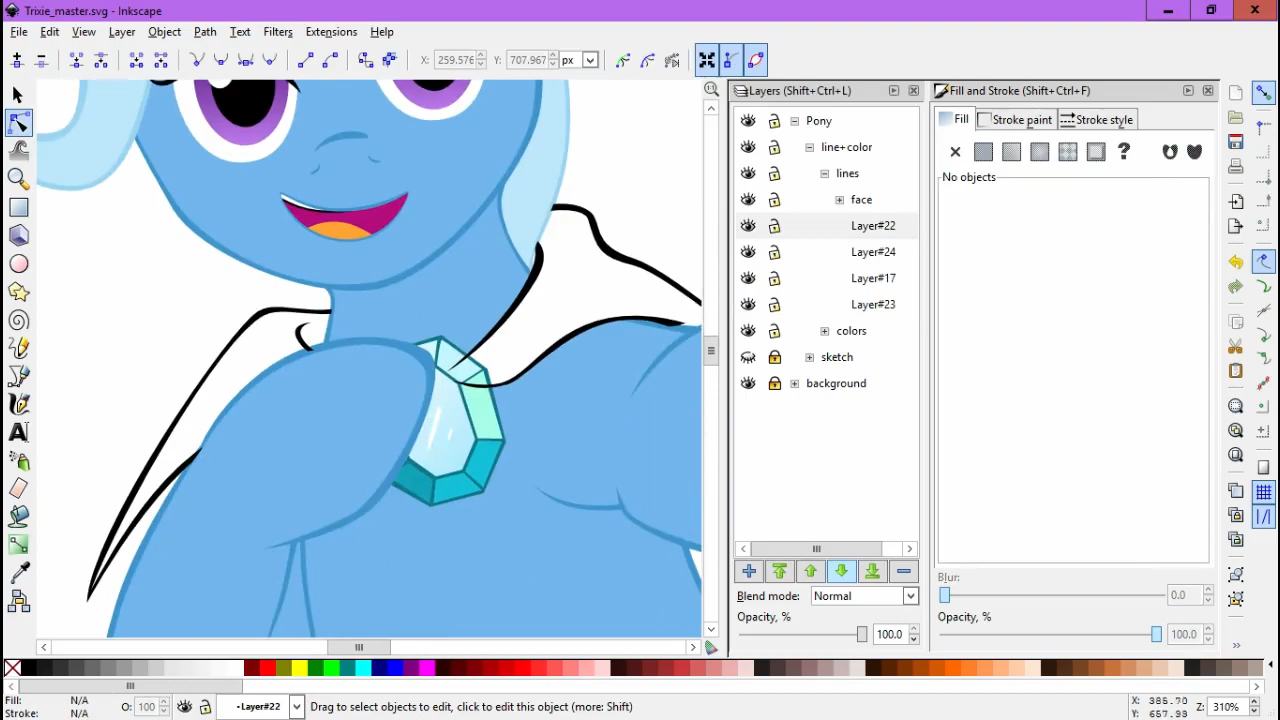 Trixie_master.svg - Inkscape
File Edit View Layer Object Path Text Filters Extensions Help
X: 259.576 Y: 707.967 px
Layers (Shift+Ctrl+L)
Fill and Stroke (Shift+Ctrl+F)
Pony
line+color
lines
face
Layer#22
Layer#24
Layer#17
Layer#23
colors
sketch
background
Fill Stroke paint Stroke style
?
No objects
Blend mode: Normal
Opacity, %
100.0
Blur:
0.0
Opacity, %
100.0
Fill: N/A
Stroke: N/A
O: 100
-Layer#22
Drag to select objects to edit, click to edit this object (more: Shift)
X: 385.70
Y: 657.93
Z: 310%